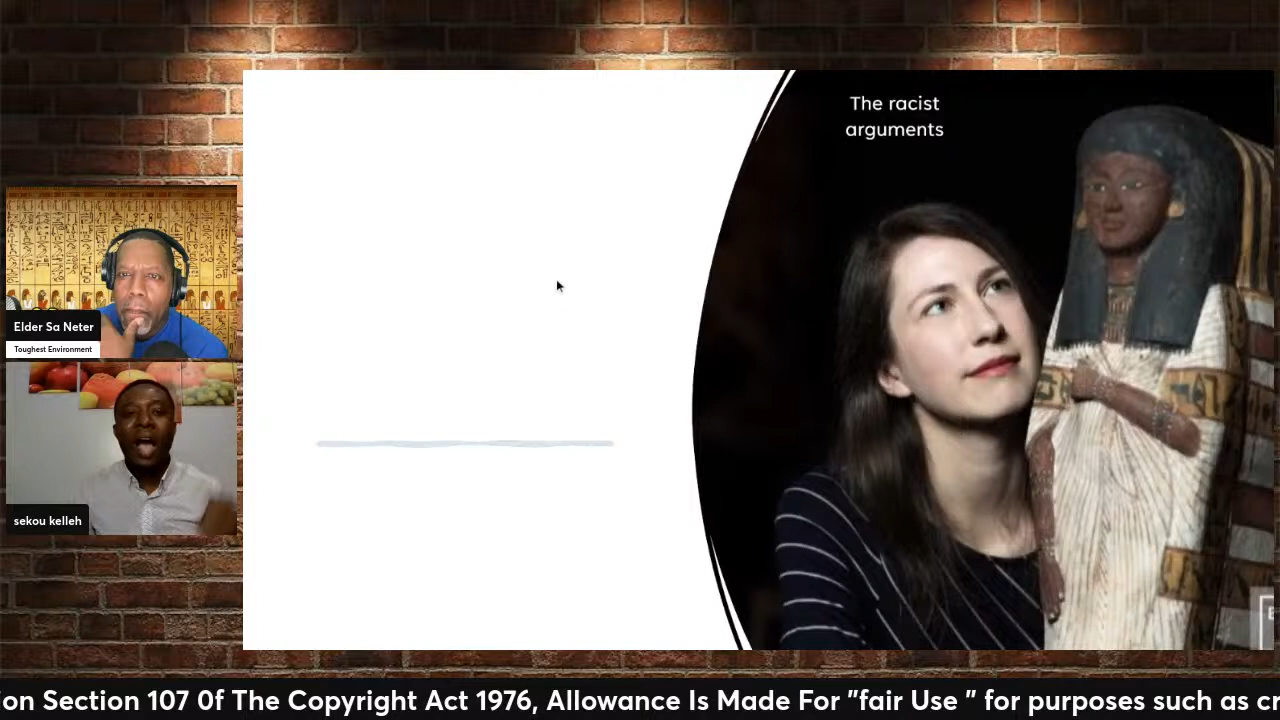 The racist
arguments
Elder Sa Neter
Toughest Environment
sekou kelleh
on Section 107 0f The Copyright Act 1976, Allowance Is Made For "fair Use " for purposes such as cr